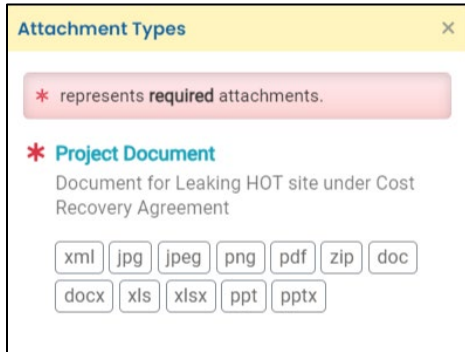 Attachment Types ×
* represents required attachments.
* Project Document
Document for Leaking HOT site under Cost
Recovery Agreement
xml jpg jpeg png pdf zip doc
docx xls xlsx ppt pptx